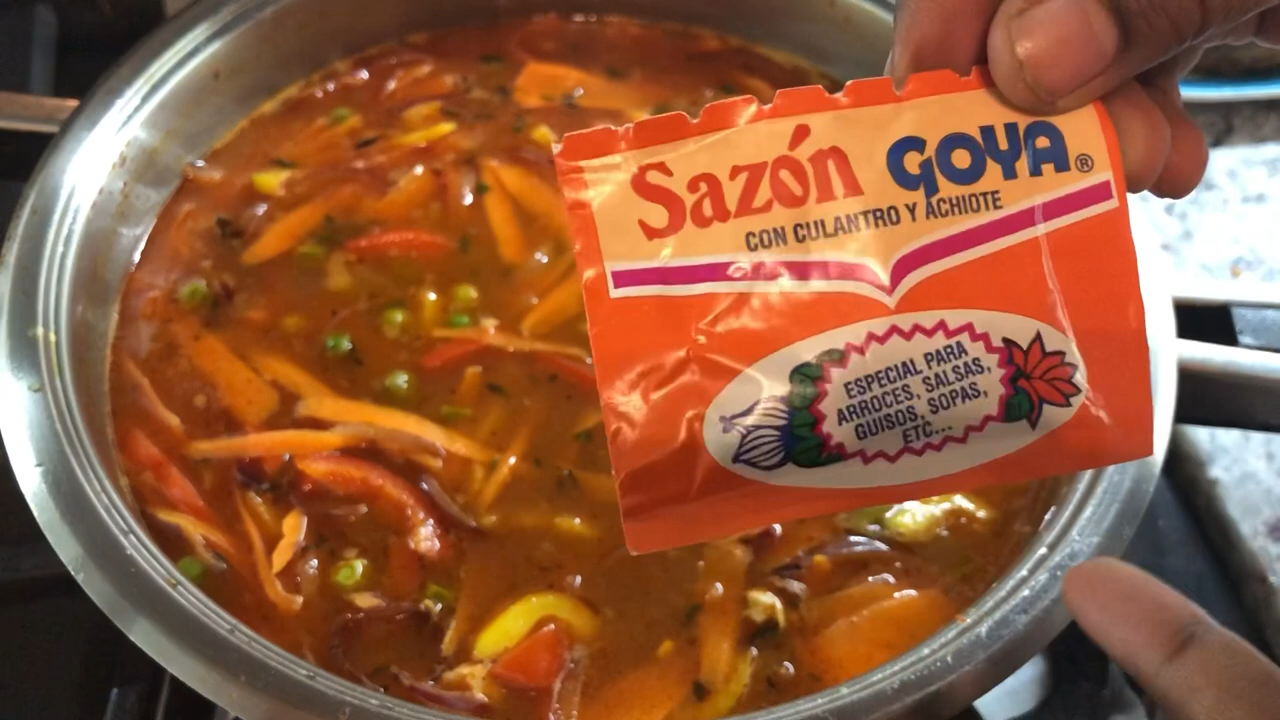 Sazón GOYA®
CON CULANTRO Y ACHIOTE
ESPECIAL PARA
ARROCES, SALSAS,
GUISOS, SOPAS,
ETC...